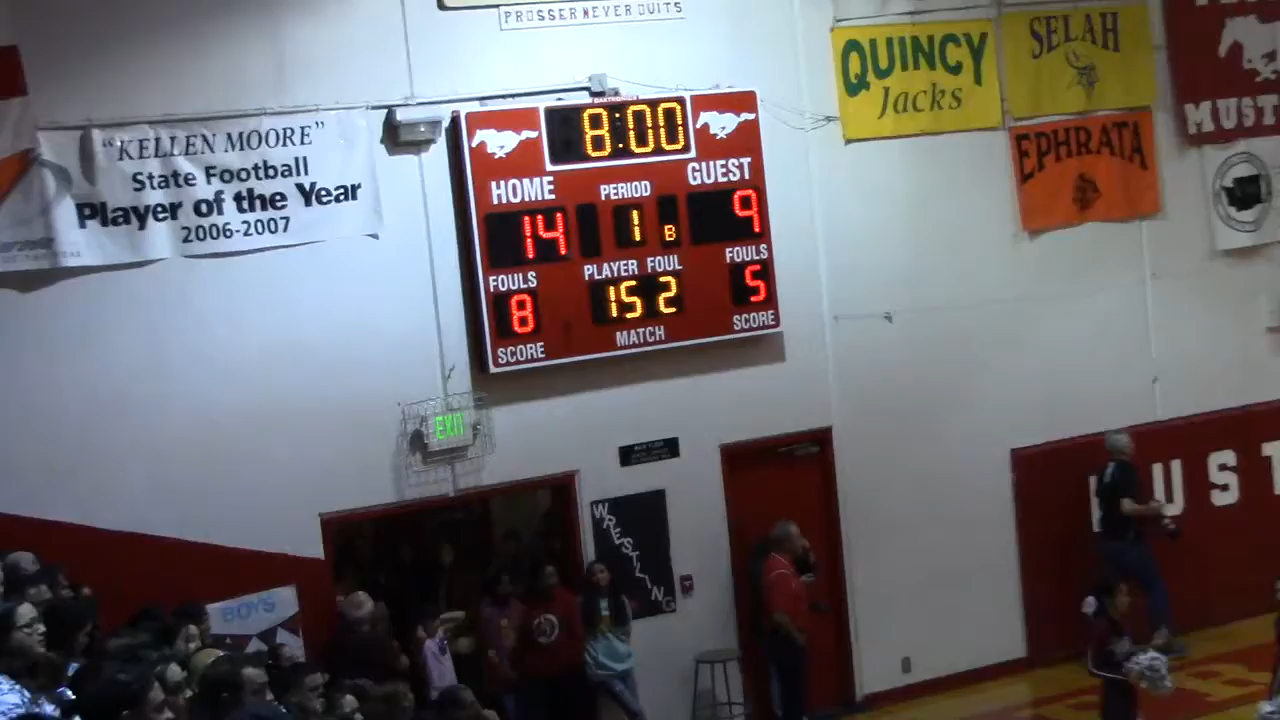 PROSSER NEVER QUITS
"KELLEN MOORE"
State Football
Player of the Year
2006-2007
8:00
HOME
PERIOD
GUEST
14
1
B
9
FOULS
PLAYER FOUL
FOULS
8
15 2
5
SCORE
MATCH
SCORE
QUINCY
Jacks
SELAH
EPHRATA
MUST
EXIT
WRESTLING
BOYS
MUST